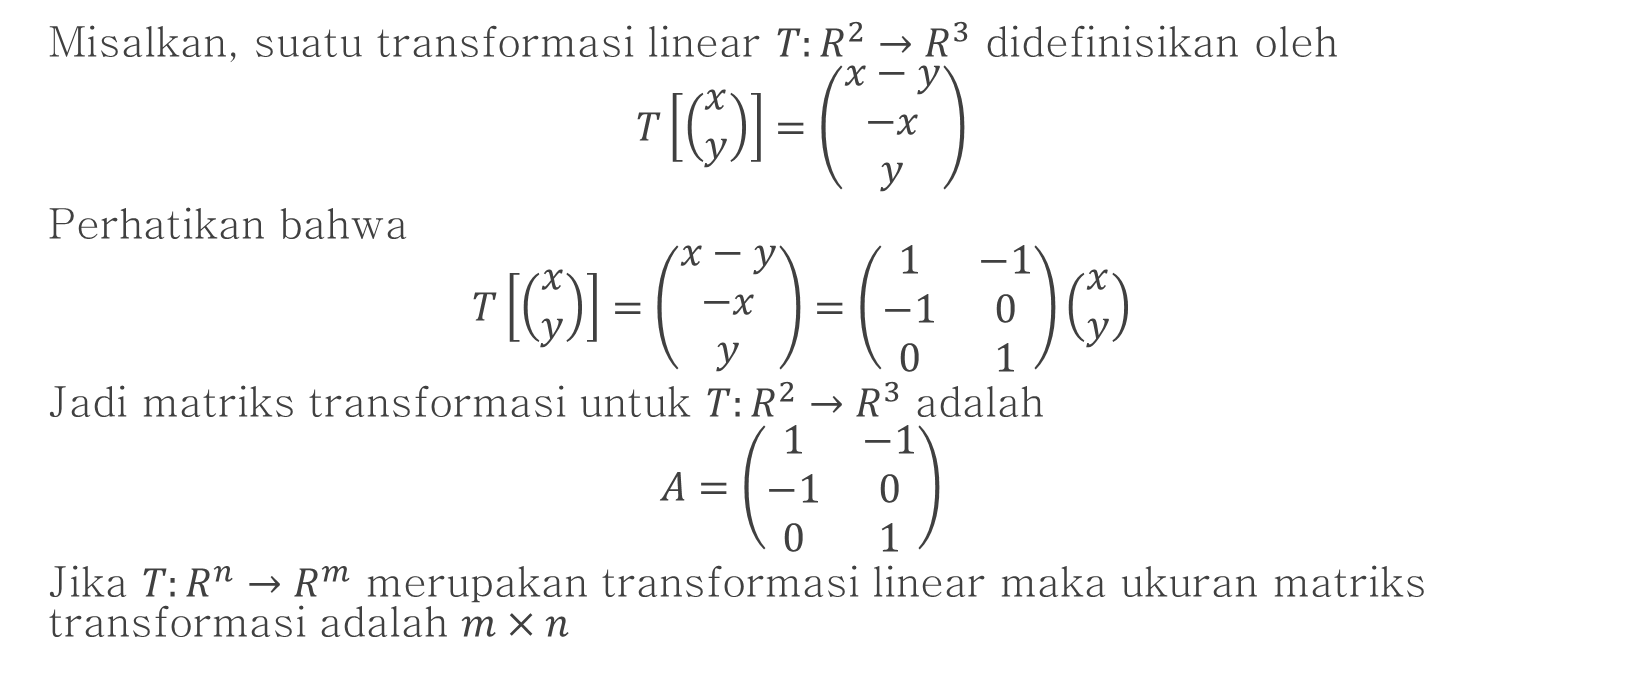 Misalkan, suatu transformasi linear T: R² → R³ didefinisikan oleh
T[(x y)] = (x − y −x y)
Perhatikan bahwa
T[(x y)] = (x − y −x y) = (1 −1 −1 0 0 1)(x y)
Jadi matriks transformasi untuk T: R² → R³ adalah
A = (1 −1 −1 0 0 1)
Jika T: Rⁿ → Rᵐ merupakan transformasi linear maka ukuran matriks
transformasi adalah m × n